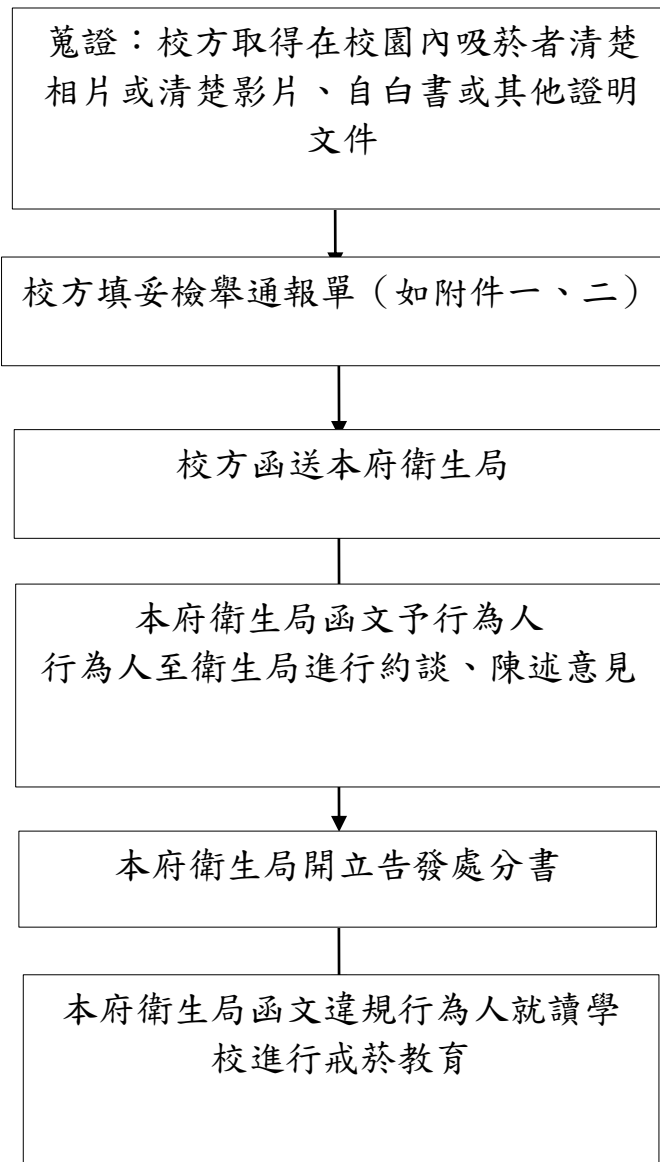 蒐證：校方取得在校園內吸菸者清楚
相片或清楚影片、自白書或其他證明
文件
校方填妥檢舉通報單（如附件一、二）
校方函送本府衛生局
本府衛生局函文予行為人
行為人至衛生局進行約談、陳述意見
本府衛生局開立告發處分書
本府衛生局函文違規行為人就讀學
校進行戒菸教育